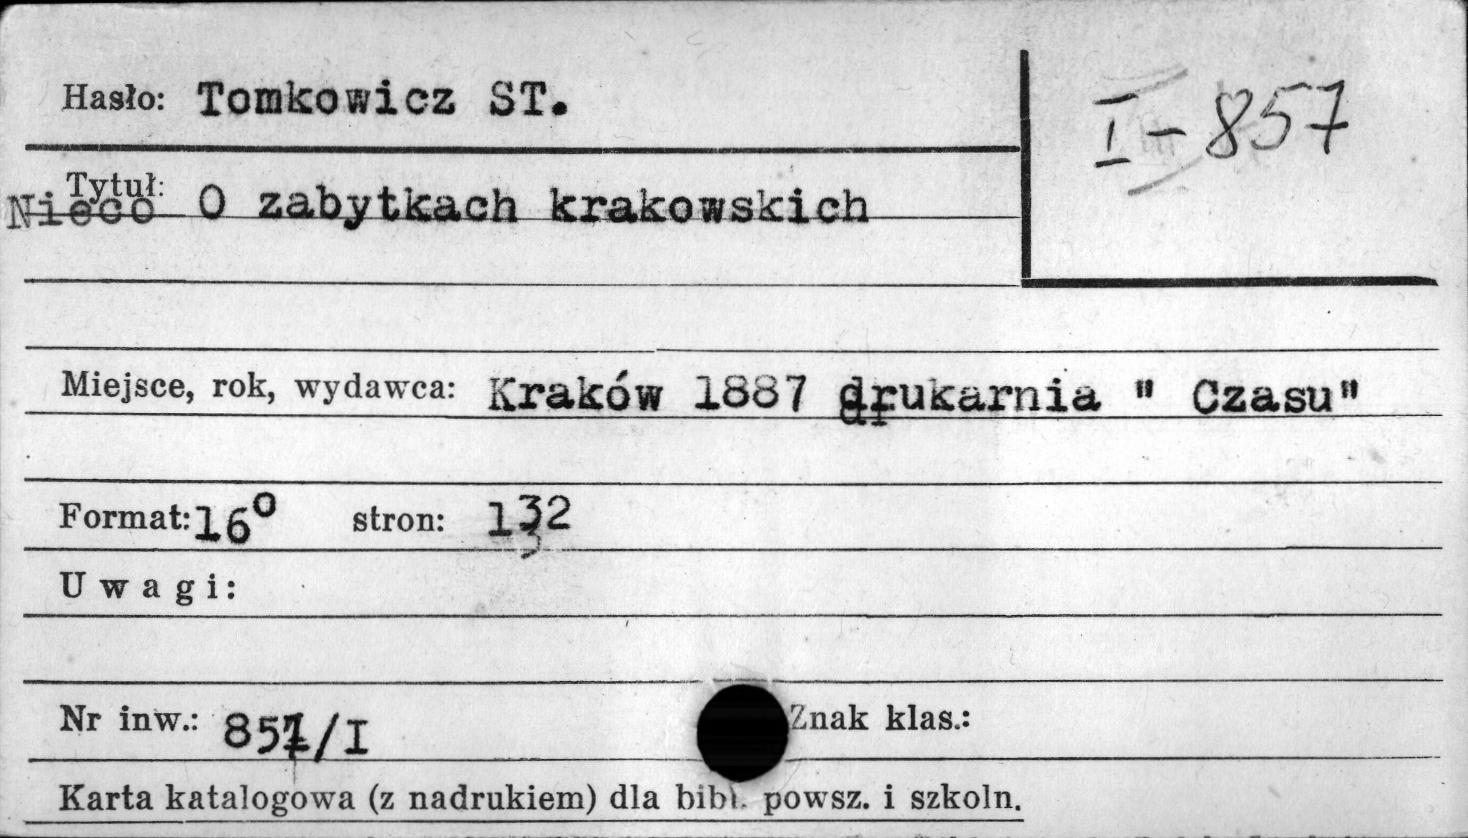 Hasło: Tomkowicz ST.
I-857
Tytuł:
Nieco O zabytkach krakowskich
Miejsce, rok, wydawca: Kraków 1887 drukarnia " Czasu"
Format: 16° stron: 132
Uwagi:
Nr inw.: 857/I Znak klas.:
Karta katalogowa (z nadrukiem) dla bibl. powsz. i szkoln.